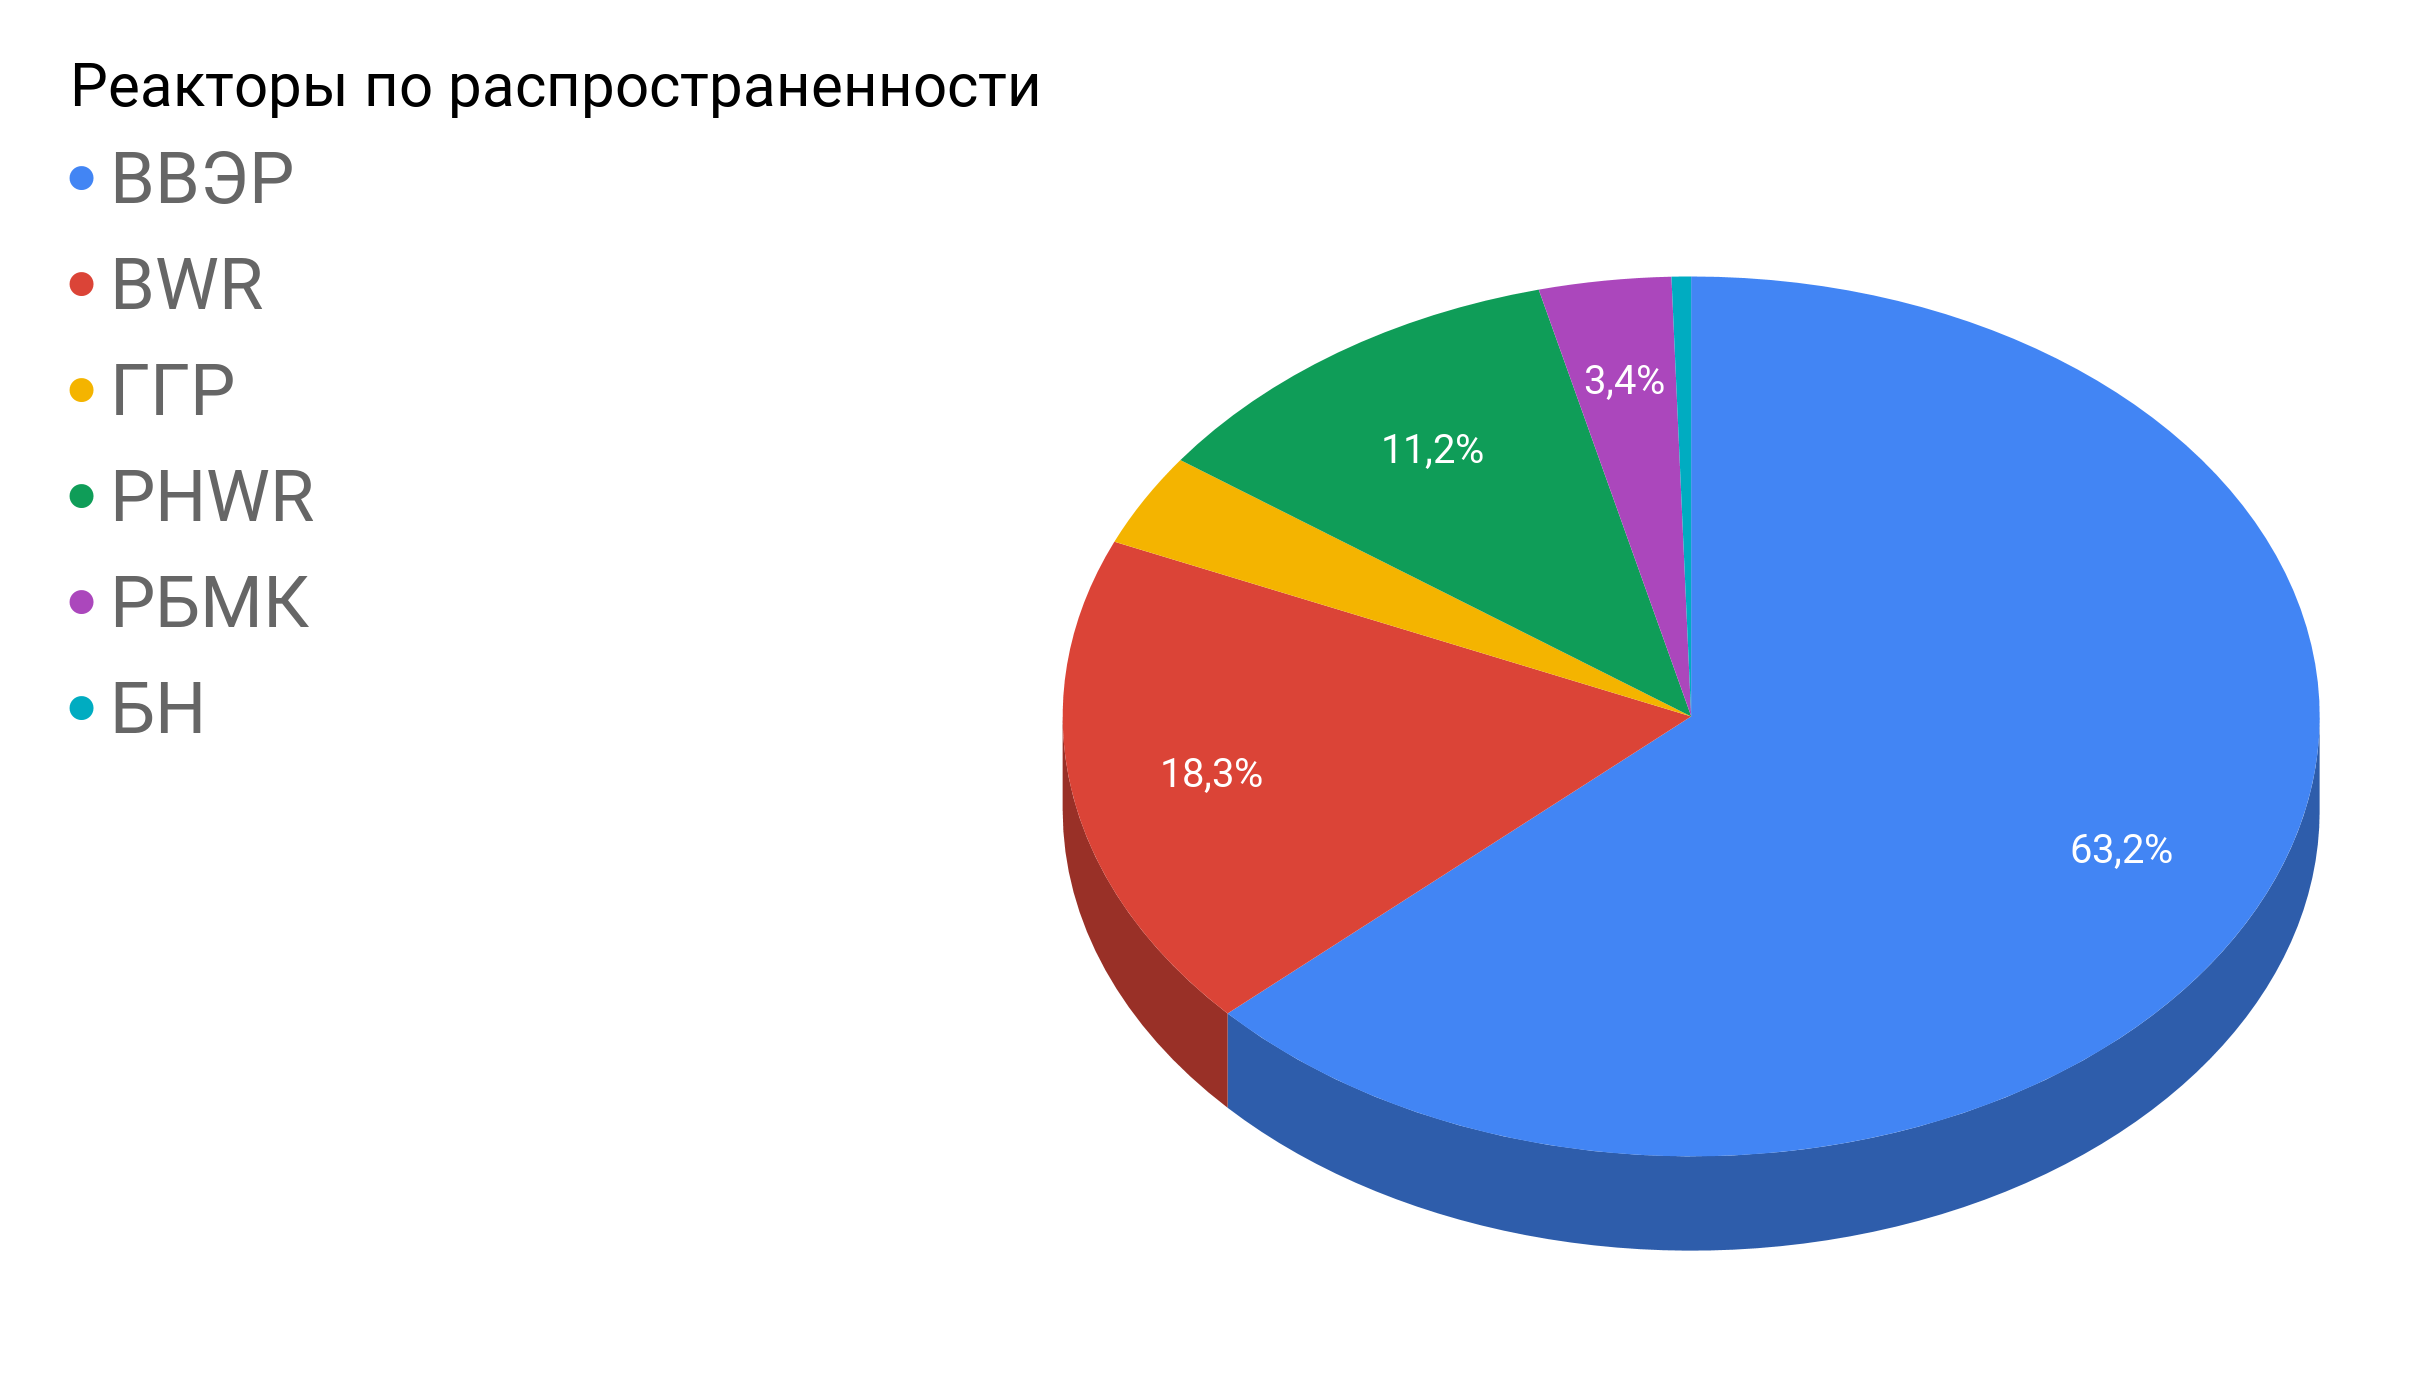 Реакторы по распространенности
ВВЭР
BWR
ГГР
PHWR
РБМК
БН
3,4%
11,2%
18,3%
63,2%